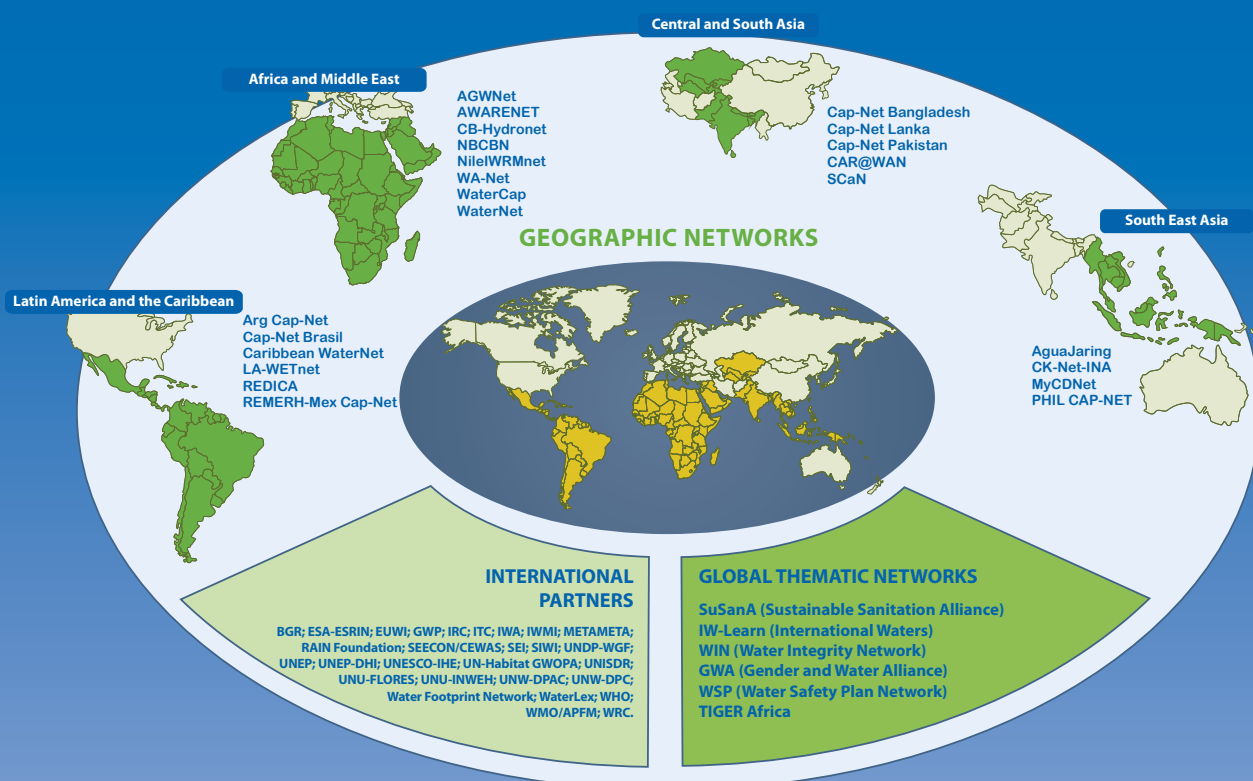 Central and South Asia
Cap-Net Bangladesh
Cap-Net Lanka
Cap-Net Pakistan
CAR@WAN
SCaN
Africa and Middle East
AGWNet
AWARENET
CB-Hydronet
NBCBN
NileIWRMnet
WA-Net
WaterCap
WaterNet
South East Asia
AguaJaring
CK-Net-INA
MyCDNet
PHIL CAP-NET
GEOGRAPHIC NETWORKS
Latin America and the Caribbean
Arg Cap-Net
Cap-Net Brasil
Caribbean WaterNet
LA-WETnet
REDICA
REMERH-Mex Cap-Net
INTERNATIONAL
PARTNERS
BGR; ESA-ESRIN; EUWI; GWP; IRC; ITC; IWA; IWMI; METAMETA;
RAIN Foundation; SEECON/CEWAS; SEI; SIWI; UNDP-WGF;
UNEP; UNEP-DHI; UNESCO-IHE; UN-Habitat GWOPA; UNISDR;
UNU-FLORES; UNU-INWEH; UNW-DPAC; UNW-DPC;
Water Footprint Network; WaterLex; WHO;
WMO/APFM; WRC.
GLOBAL THEMATIC NETWORKS
SuSanA (Sustainable Sanitation Alliance)
IW-Learn (International Waters)
WIN (Water Integrity Network)
GWA (Gender and Water Alliance)
WSP (Water Safety Plan Network)
TIGER Africa